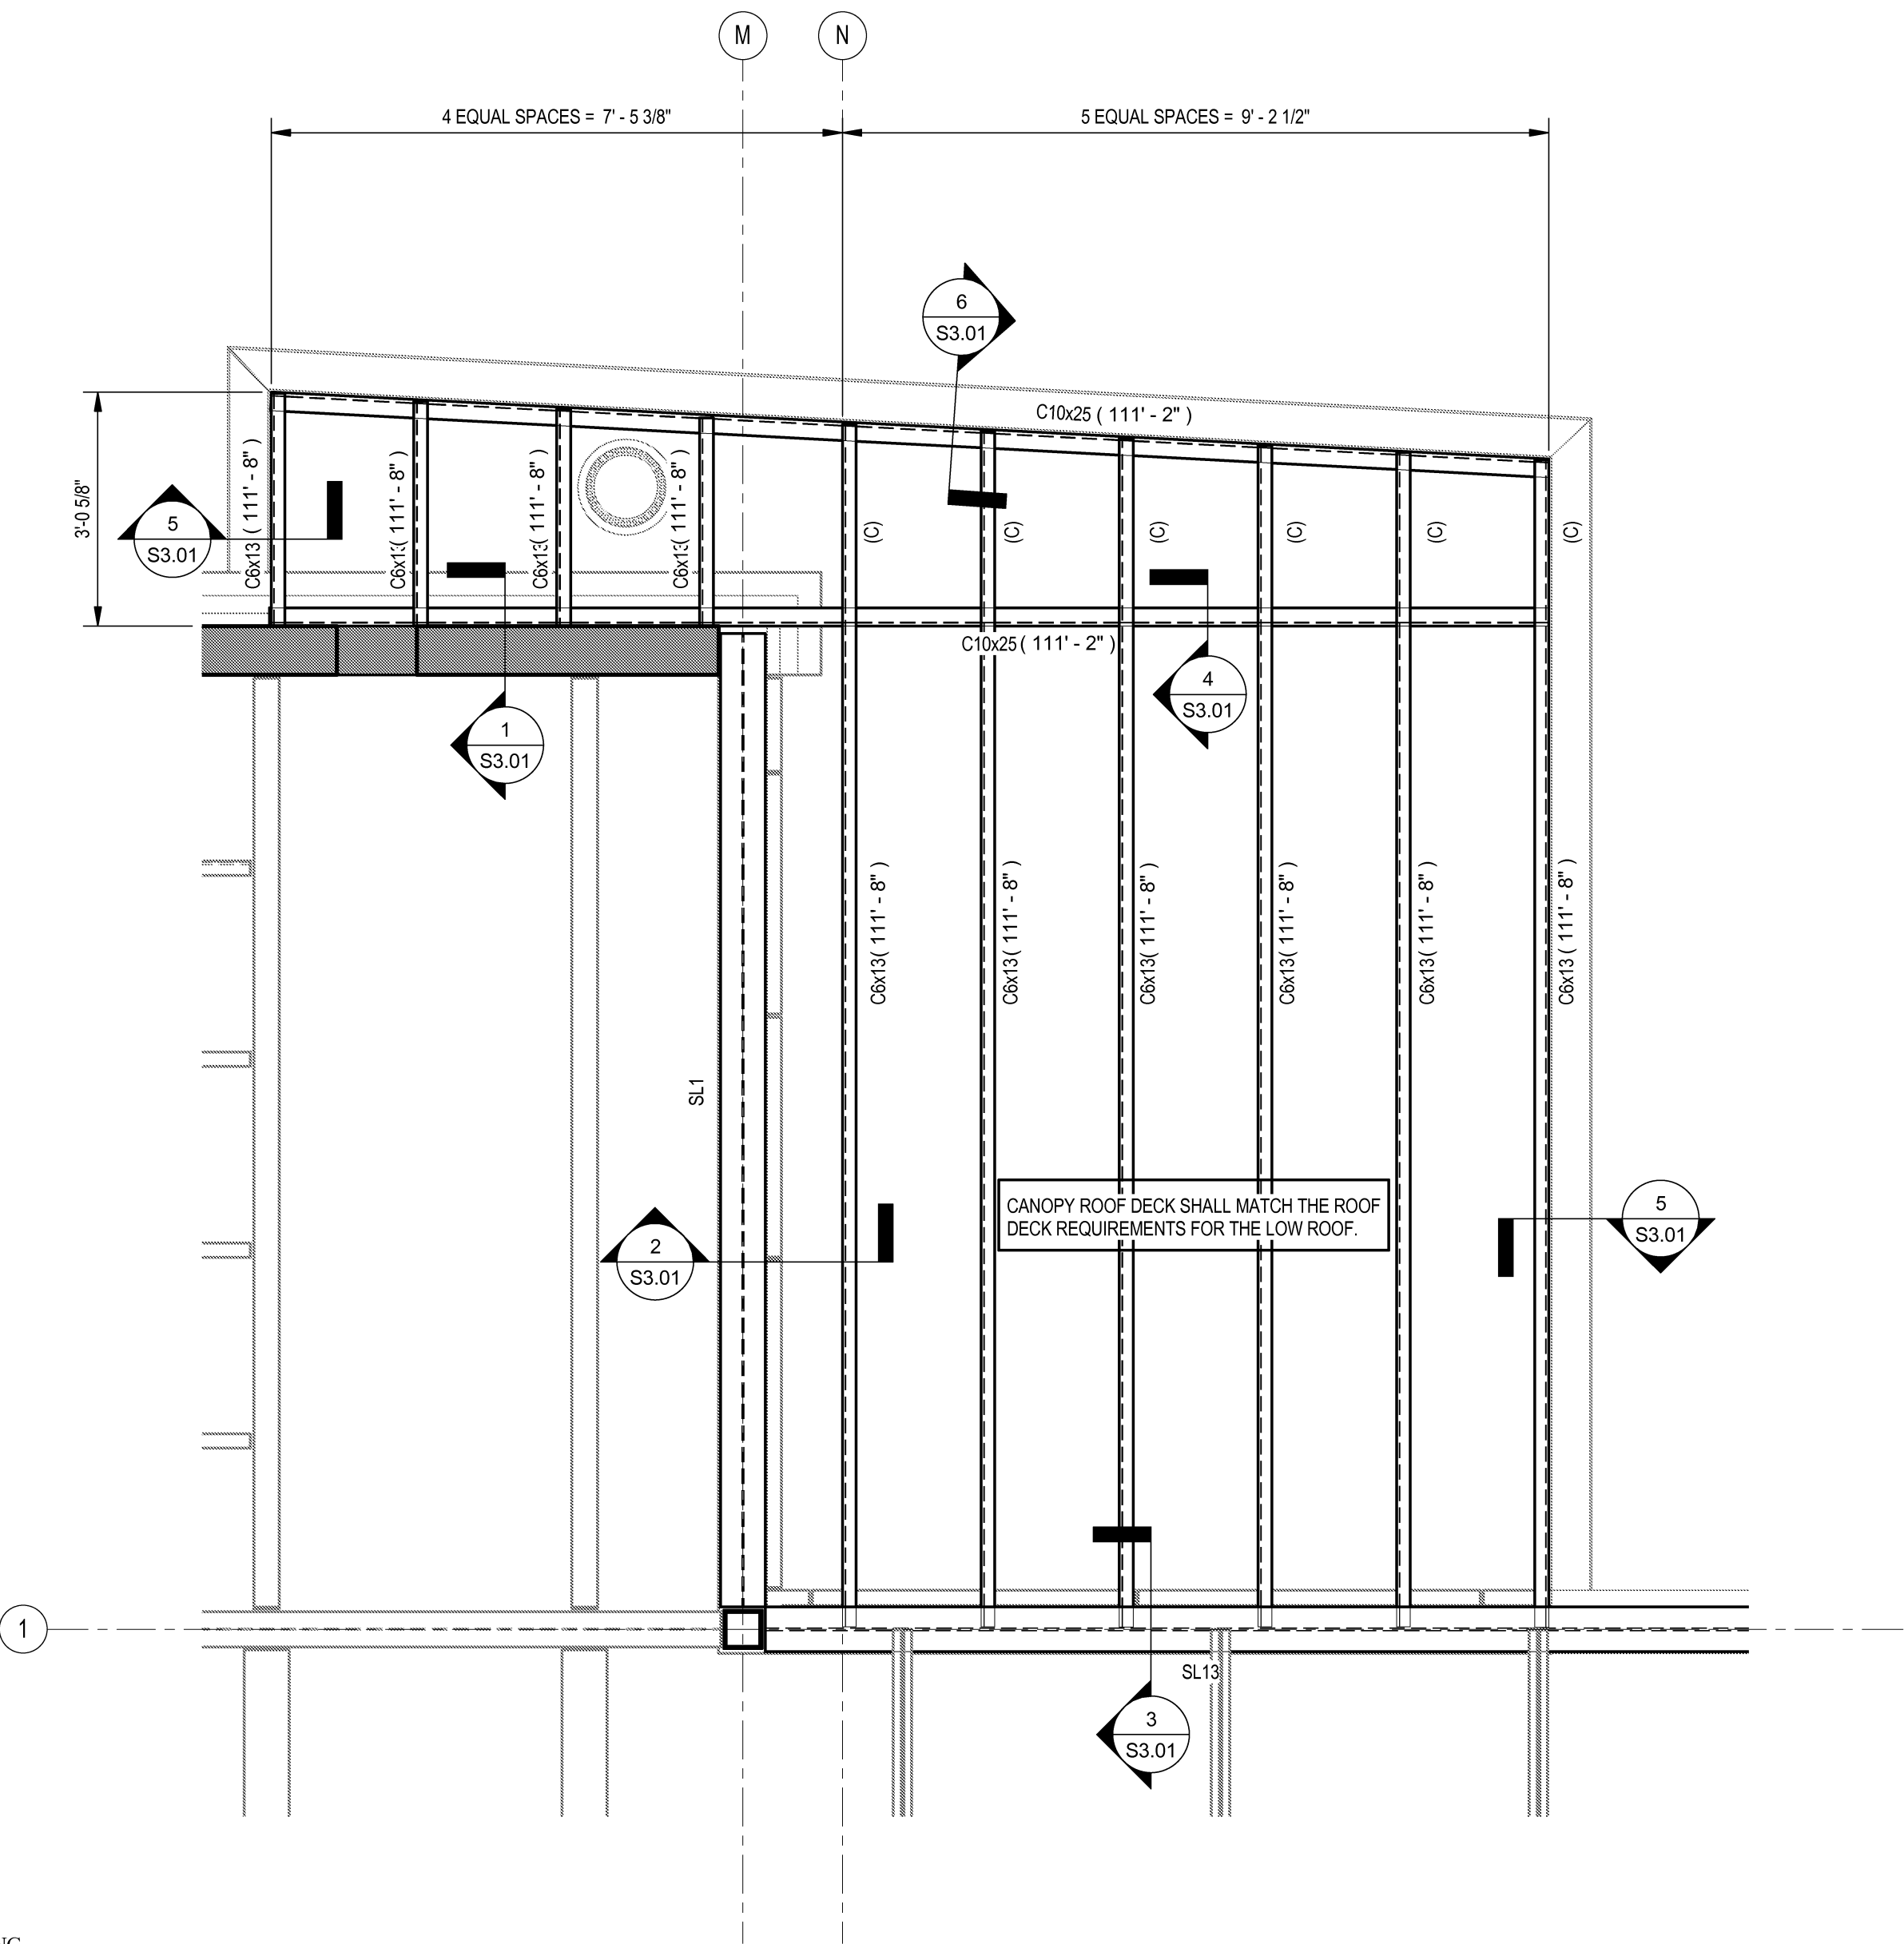 M
N
4 EQUAL SPACES = 7' - 5 3/8"
5 EQUAL SPACES = 9' - 2 1/2"
6
S3.01
C10x25 ( 111' - 2" )
3'-0 5/8"
5
S3.01
C6x13 ( 111' - 8" )
C6x13( 111' - 8" )
C6x13( 111' - 8" )
C6x13( 111' - 8" )
(C)
(C)
(C)
(C)
(C)
(C)
C10x25 ( 111' - 2" )
4
S3.01
1
S3.01
C6x13( 111' - 8" )
C6x13( 111' - 8" )
C6x13( 111' - 8" )
C6x13( 111' - 8" )
C6x13( 111' - 8" )
C6x13 ( 111' - 8" )
SL1
CANOPY ROOF DECK SHALL MATCH THE ROOF
DECK REQUIREMENTS FOR THE LOW ROOF.
2
S3.01
5
S3.01
1
SL13
3
S3.01